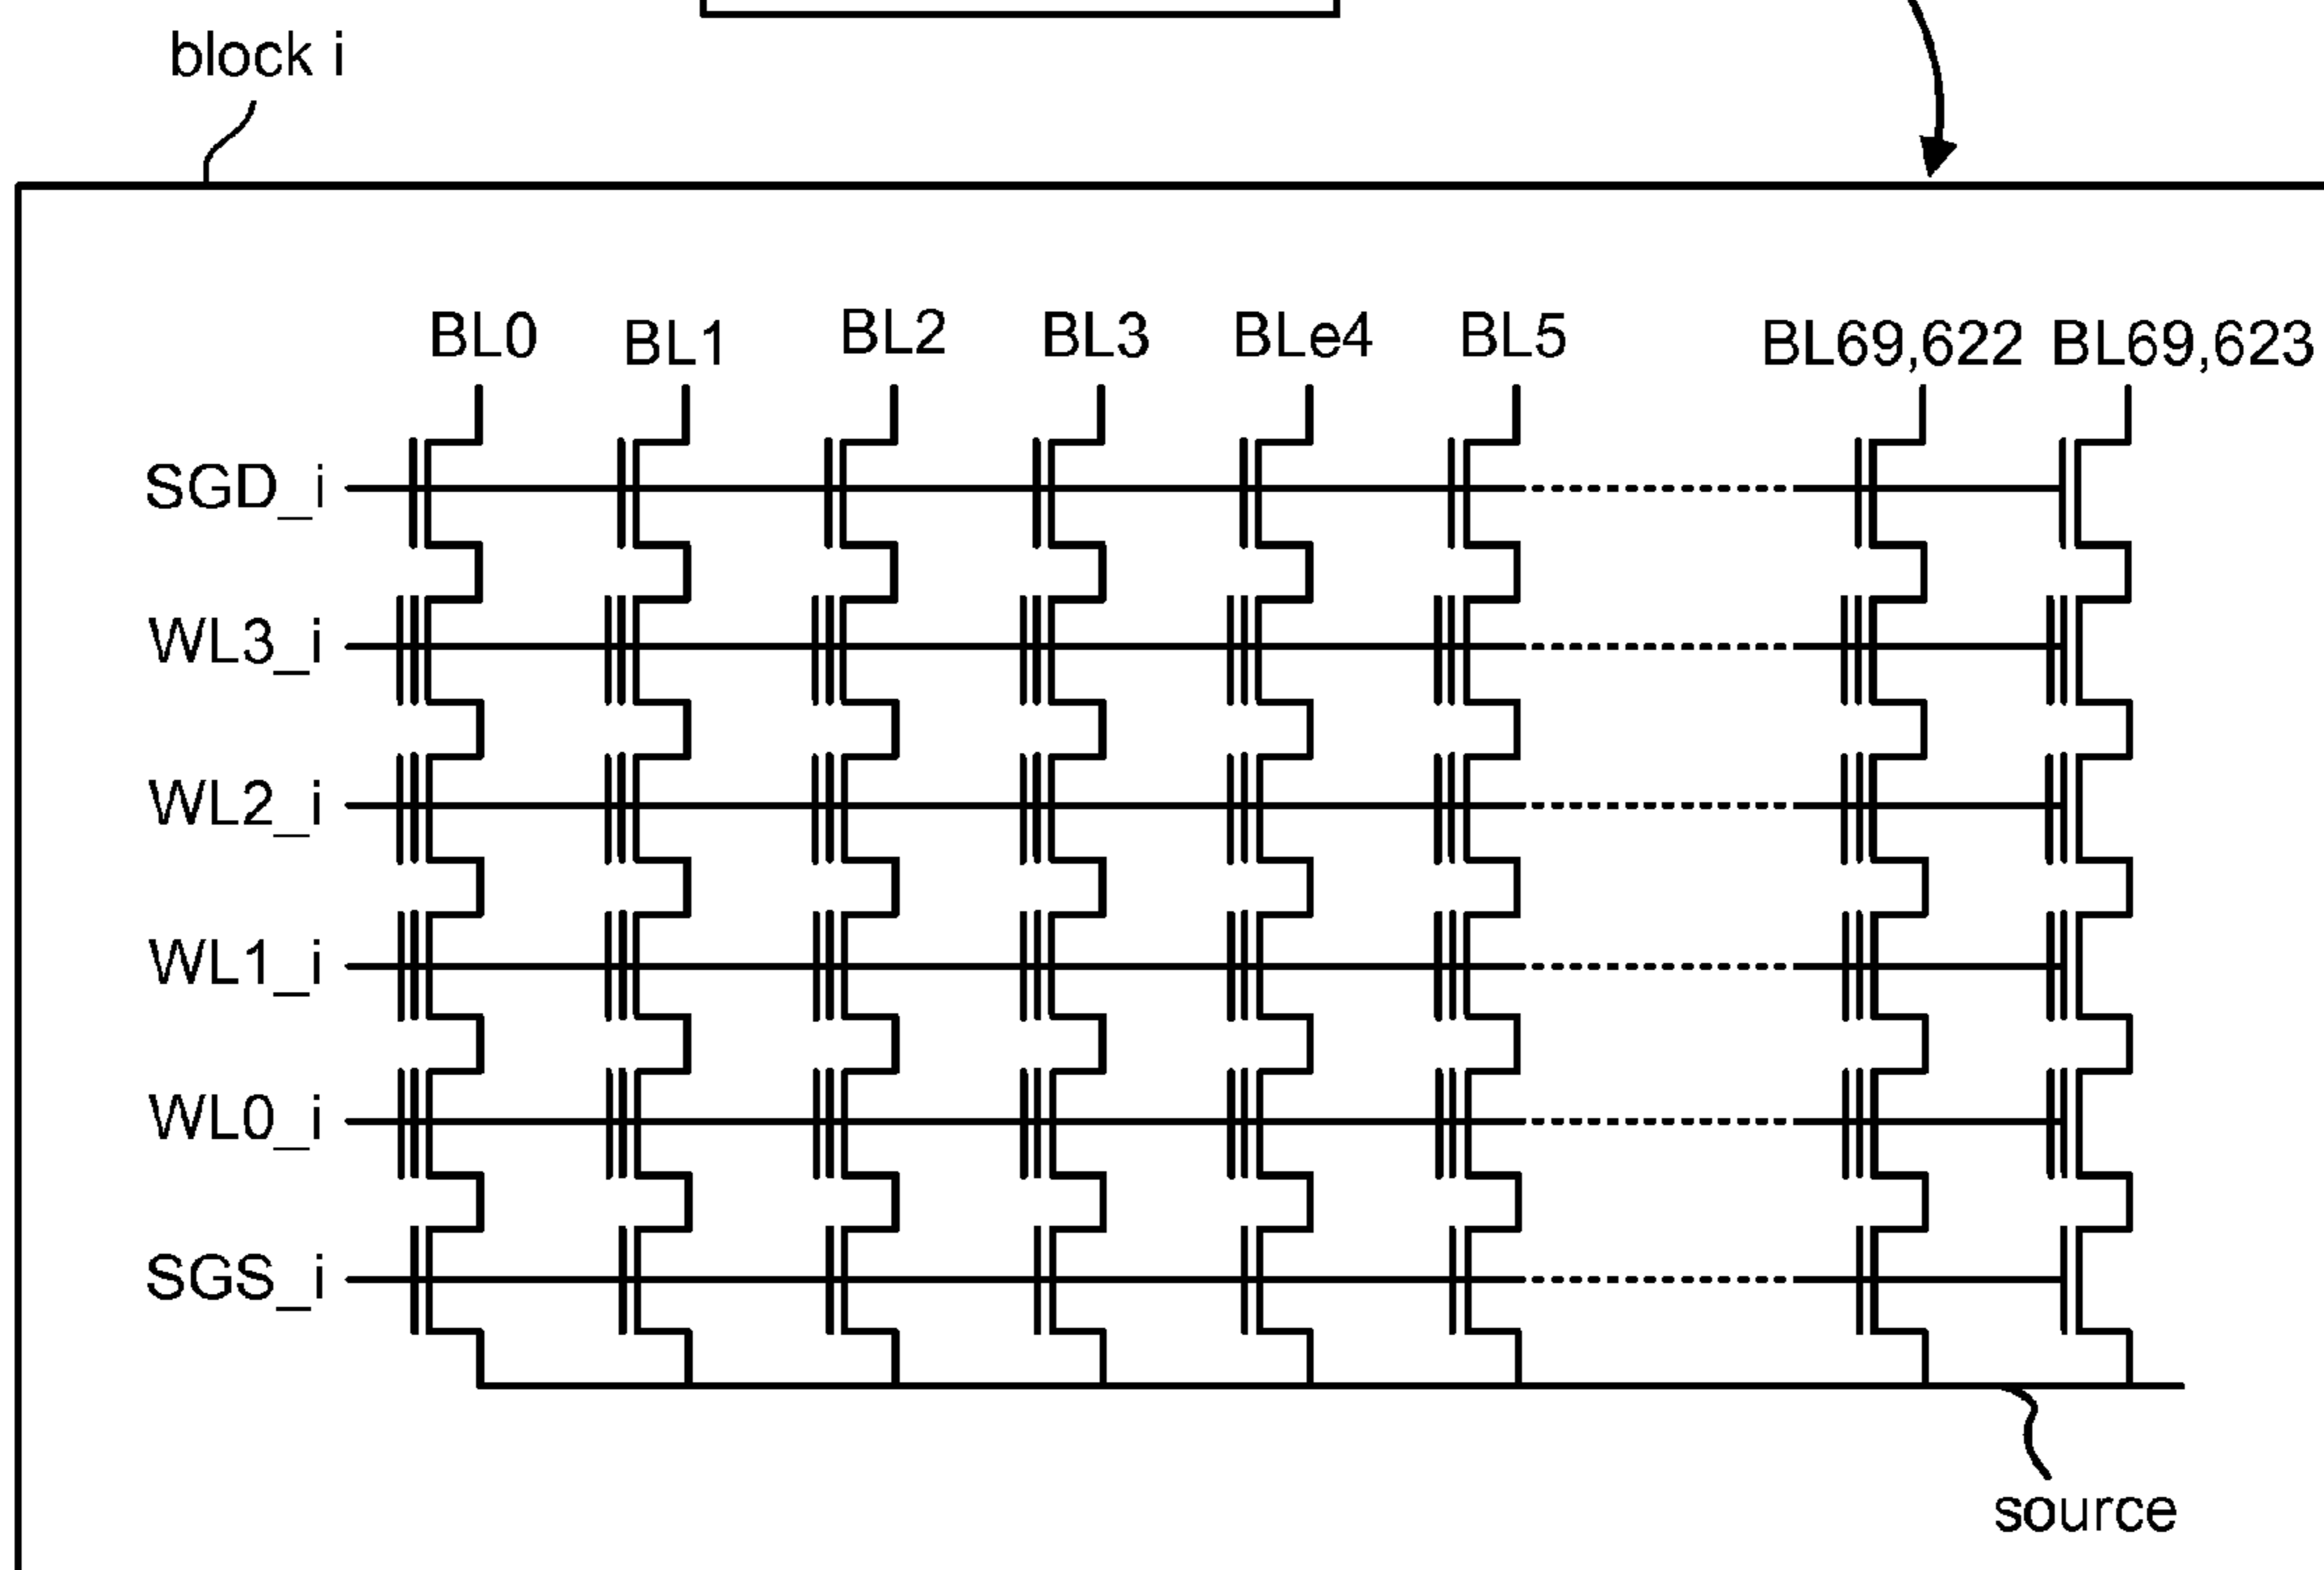 block i
BL0 BL1 BL2 BL3 BLe4 BL5 BL69,622 BL69,623
SGD_i
WL3_i
WL2_i
WL1_i
WL0_i
SGS_i
source